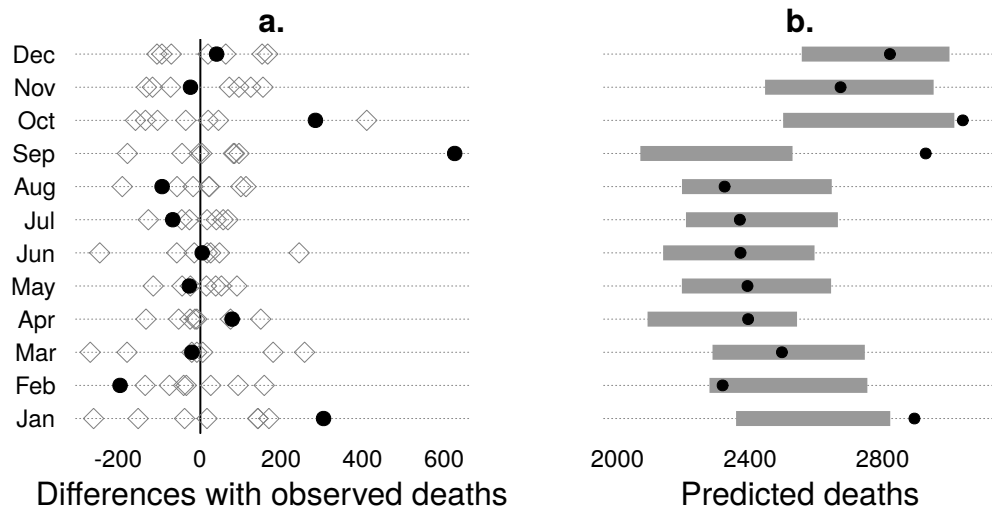 a.
b.
Dec
Nov
Oct
Sep
Aug
Jul
Jun
May
Apr
Mar
Feb
Jan
-200 0 200 400 600
2000 2400 2800
Differences with observed deaths
Predicted deaths